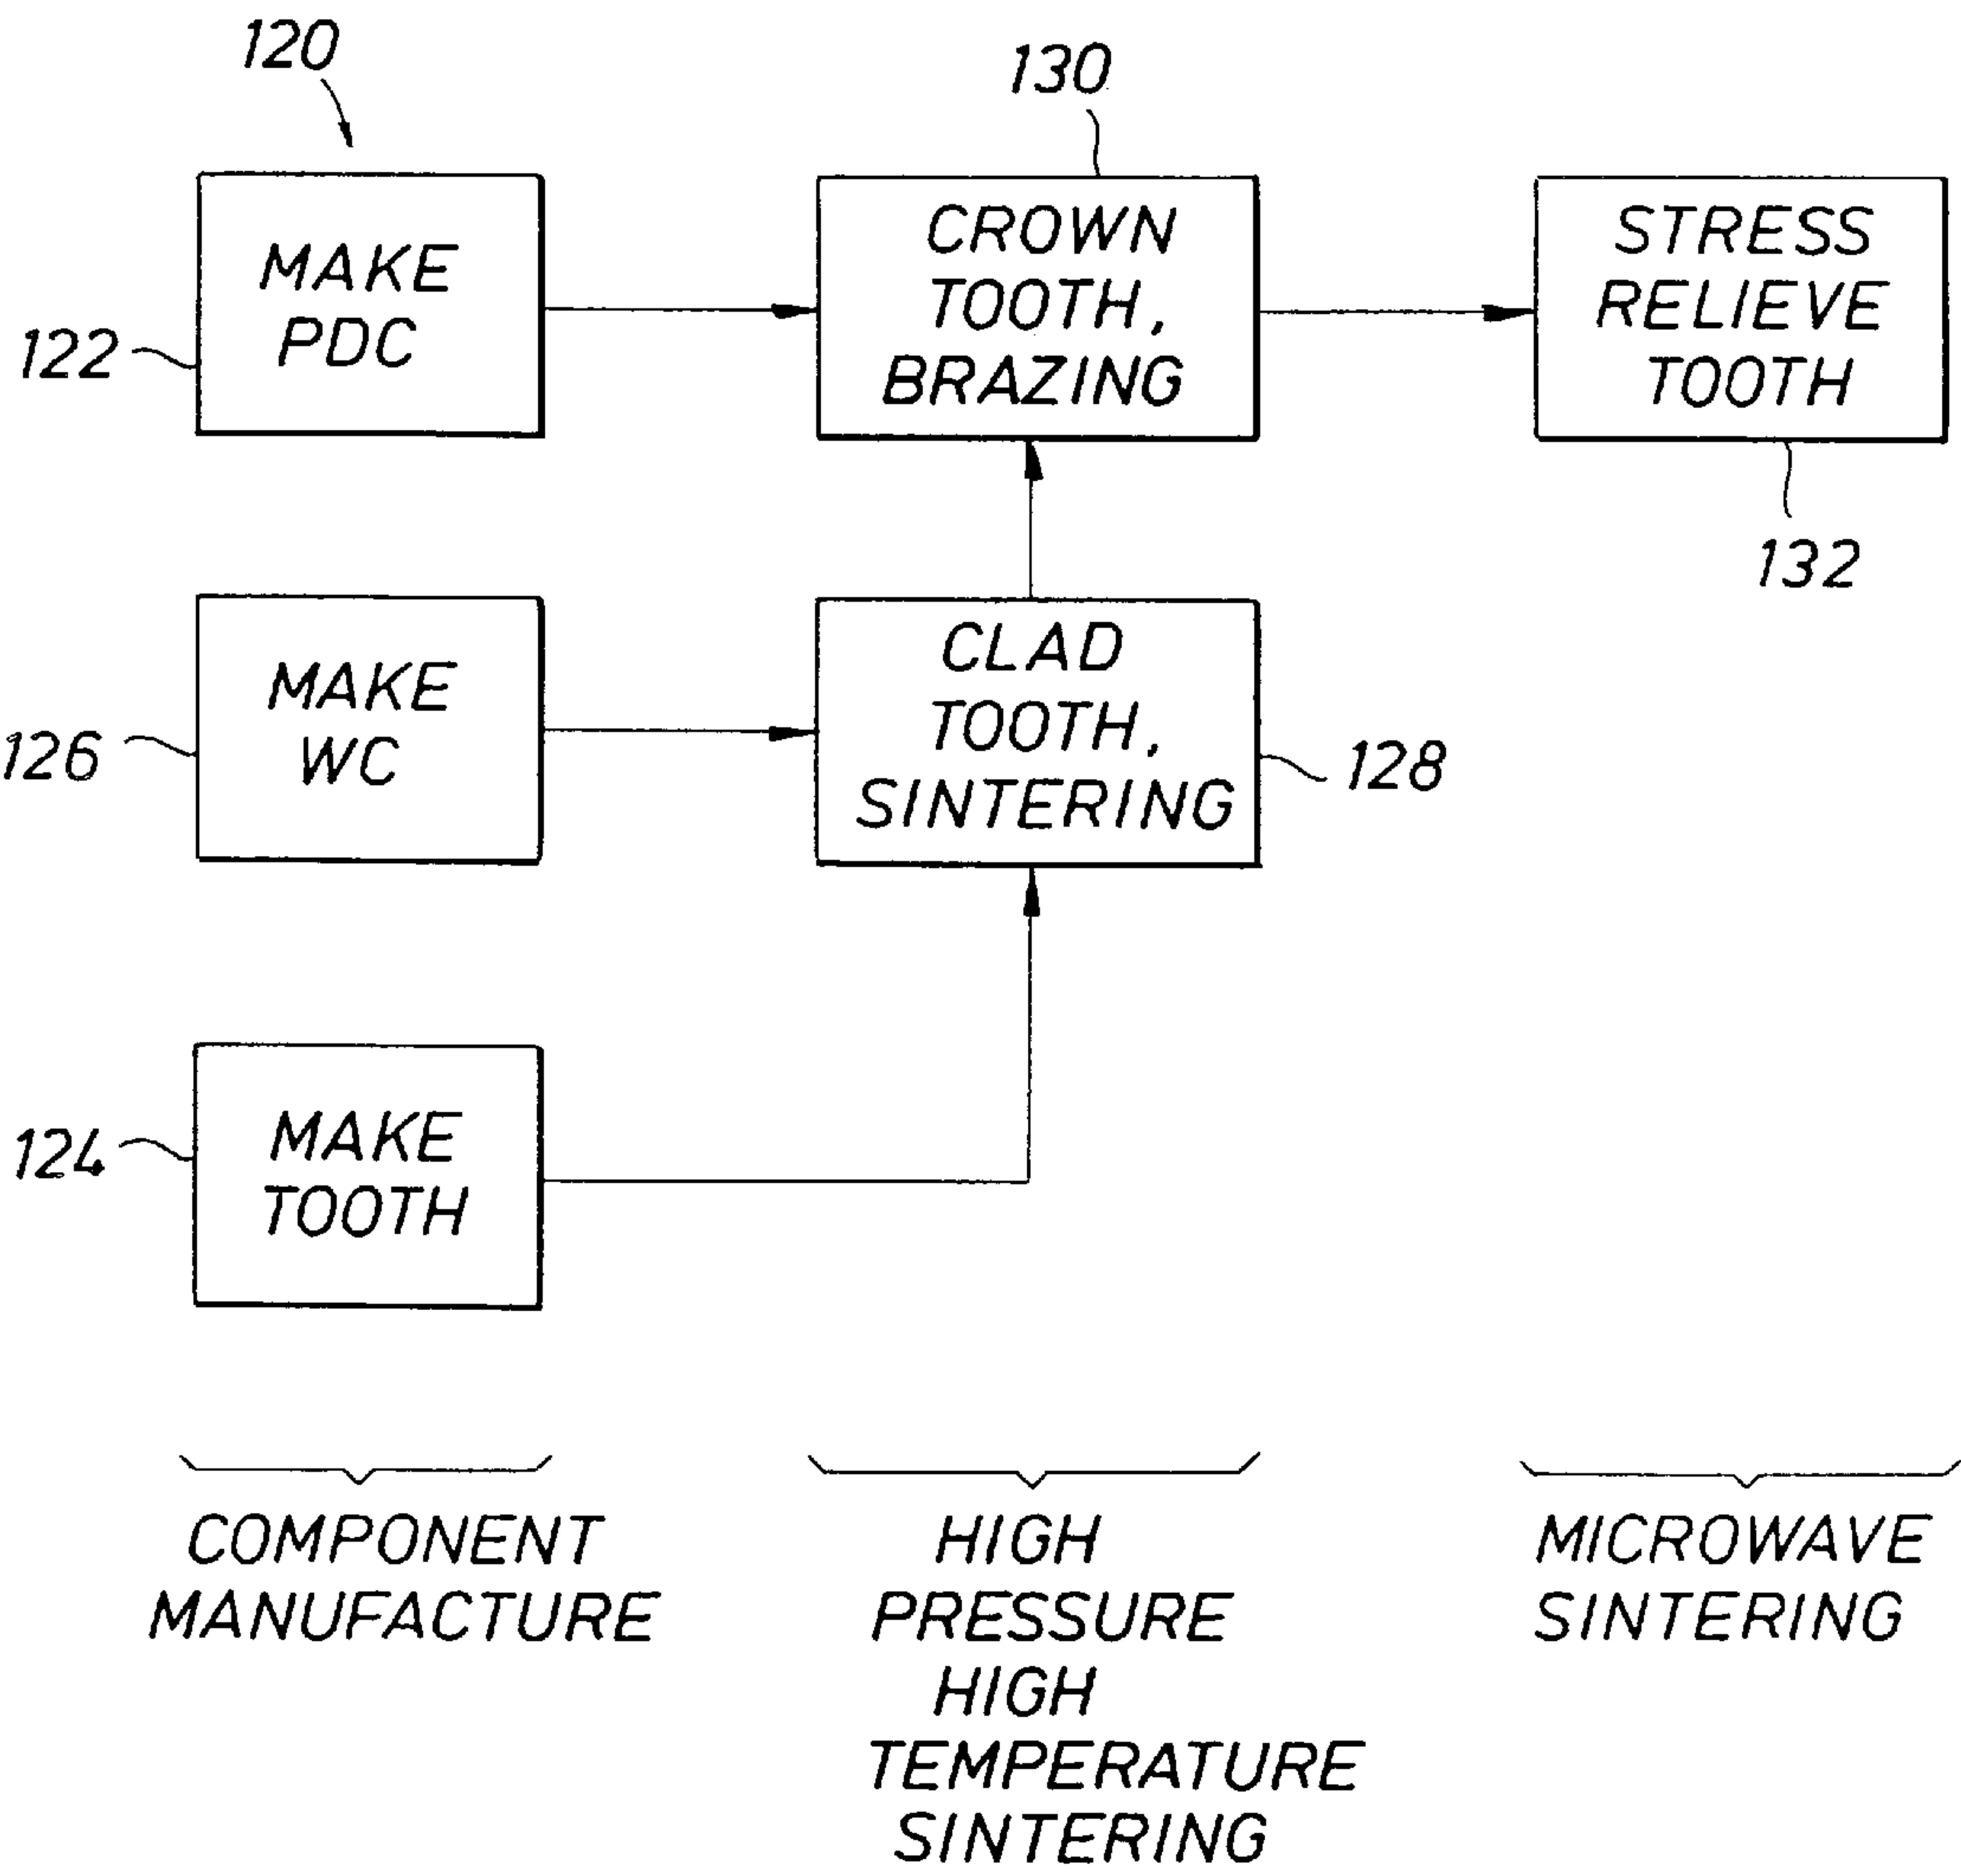 120
130
MAKE
PDC
122
CROWN
TOOTH,
BRAZING
STRESS
RELIEVE
TOOTH
132
MAKE
WC
126
CLAD
TOOTH,
SINTERING
128
MAKE
TOOTH
124
COMPONENT
MANUFACTURE
HIGH
PRESSURE
HIGH
TEMPERATURE
SINTERING
MICROWAVE
SINTERING